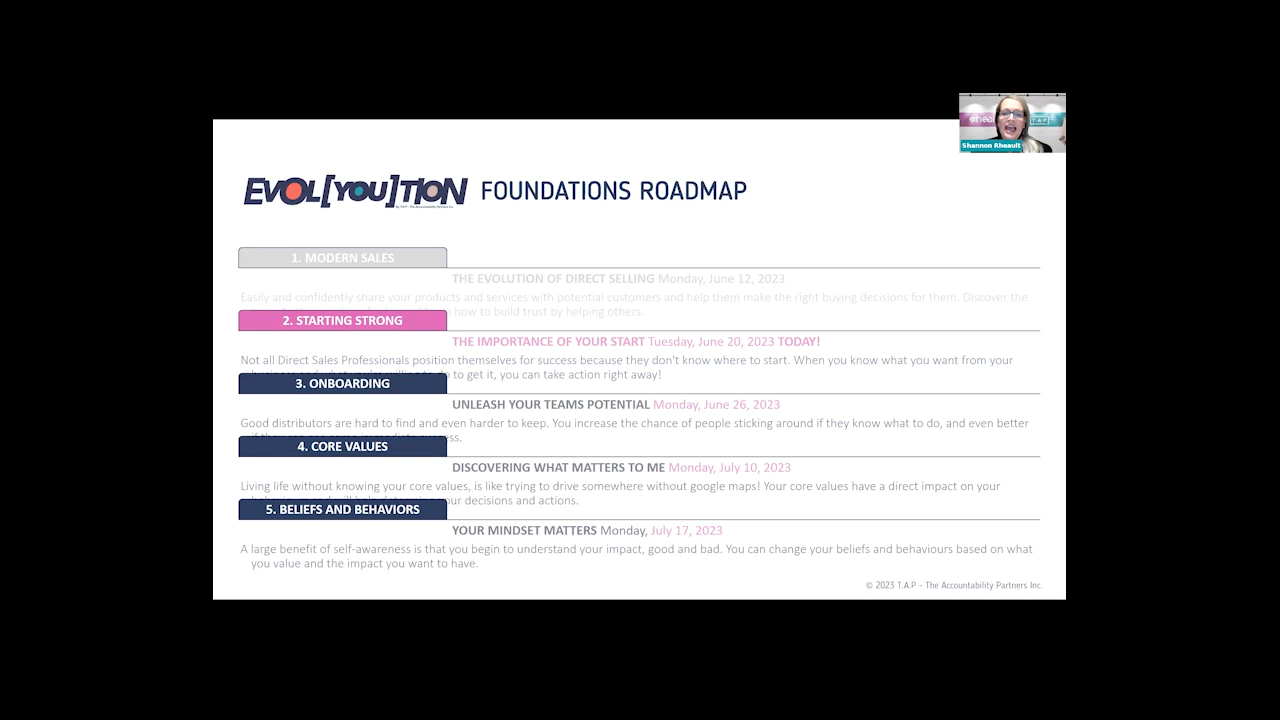 Shannon Rheault
T.A.P
EVOL[YOU]TION FOUNDATIONS ROADMAP
1. MODERN SALES
THE EVOLUTION OF DIRECT SELLING Monday, June 12, 2023
Easily and confidently share your products and services with potential customers and help them make the right buying decisions for them. Discover the
how to build trust by helping others.
2. STARTING STRONG
THE IMPORTANCE OF YOUR START Tuesday, June 20, 2023 TODAY!
Not all Direct Sales Professionals position themselves for success because they don't know where to start. When you know what you want from your
to get it, you can take action right away!
3. ONBOARDING
UNLEASH YOUR TEAMS POTENTIAL Monday, June 26, 2023
Good distributors are hard to find and even harder to keep. You increase the chance of people sticking around if they know what to do, and even better
4. CORE VALUES
DISCOVERING WHAT MATTERS TO ME Monday, July 10, 2023
Living life without knowing your core values, is like trying to drive somewhere without google maps! Your core values have a direct impact on your
decisions and actions.
5. BELIEFS AND BEHAVIORS
YOUR MINDSET MATTERS Monday, July 17, 2023
A large benefit of self-awareness is that you begin to understand your impact, good and bad. You can change your beliefs and behaviours based on what
you value and the impact you want to have.
© 2023 T.A.P - The Accountability Partners Inc.